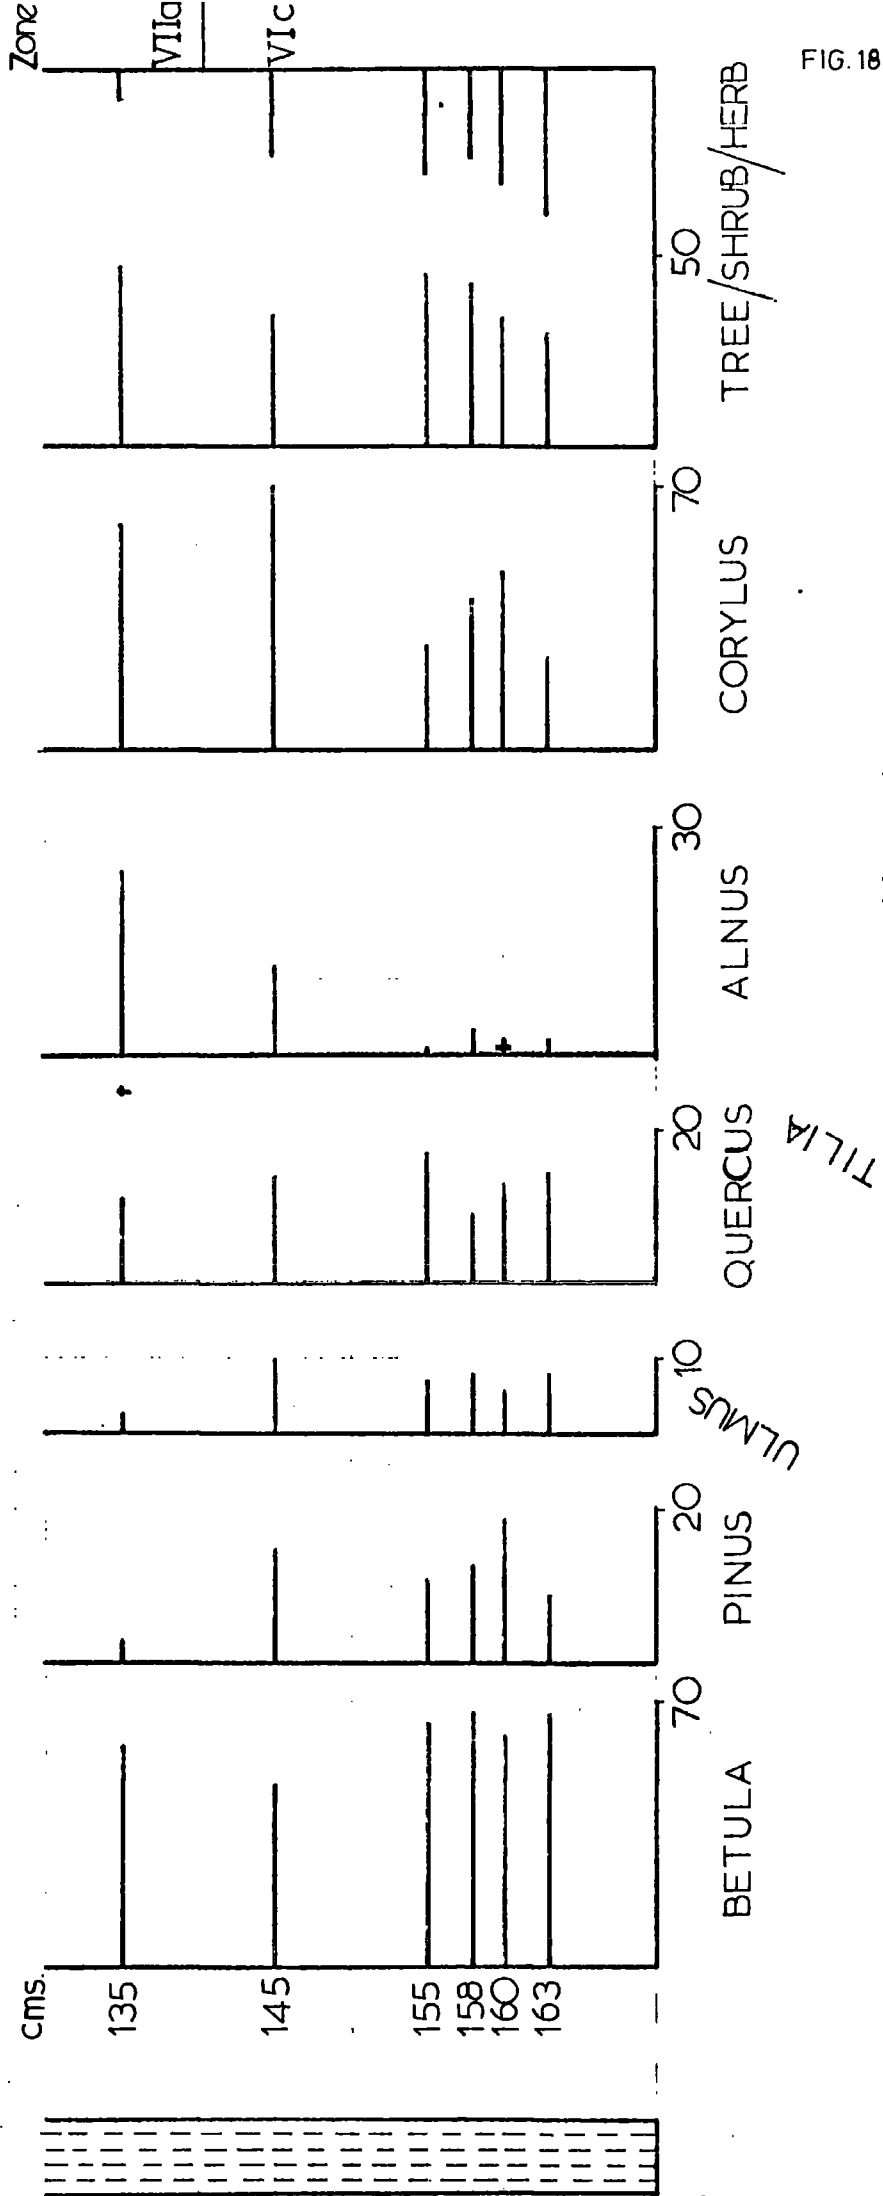 FIG. 18
Zone
VIIa
VIc
cms.
135
145
155
158
160
163
70
20
10
20
30
70
50
BETULA
PINUS
ULMUS
QUERCUS
TILIA
ALNUS
CORYLUS
TREE/SHRUB/HERB